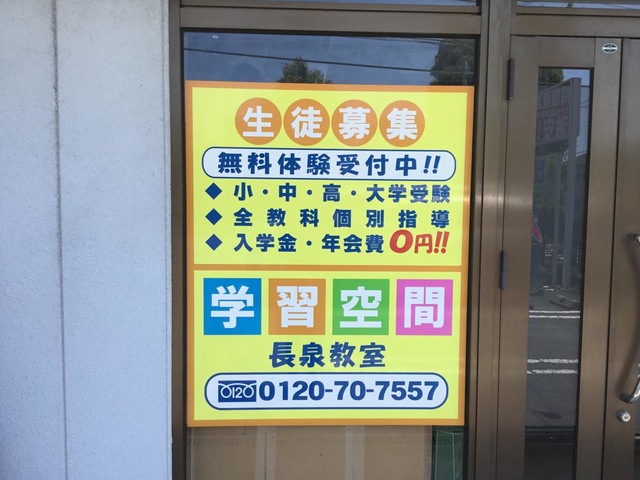 生徒募集
無料体験受付中!!
◆ 小・中・高・大学受験
◆ 全教科個別指導
◆ 入学金・年会費0円!!
学習空間
長泉教室
0120 0120-70-7557